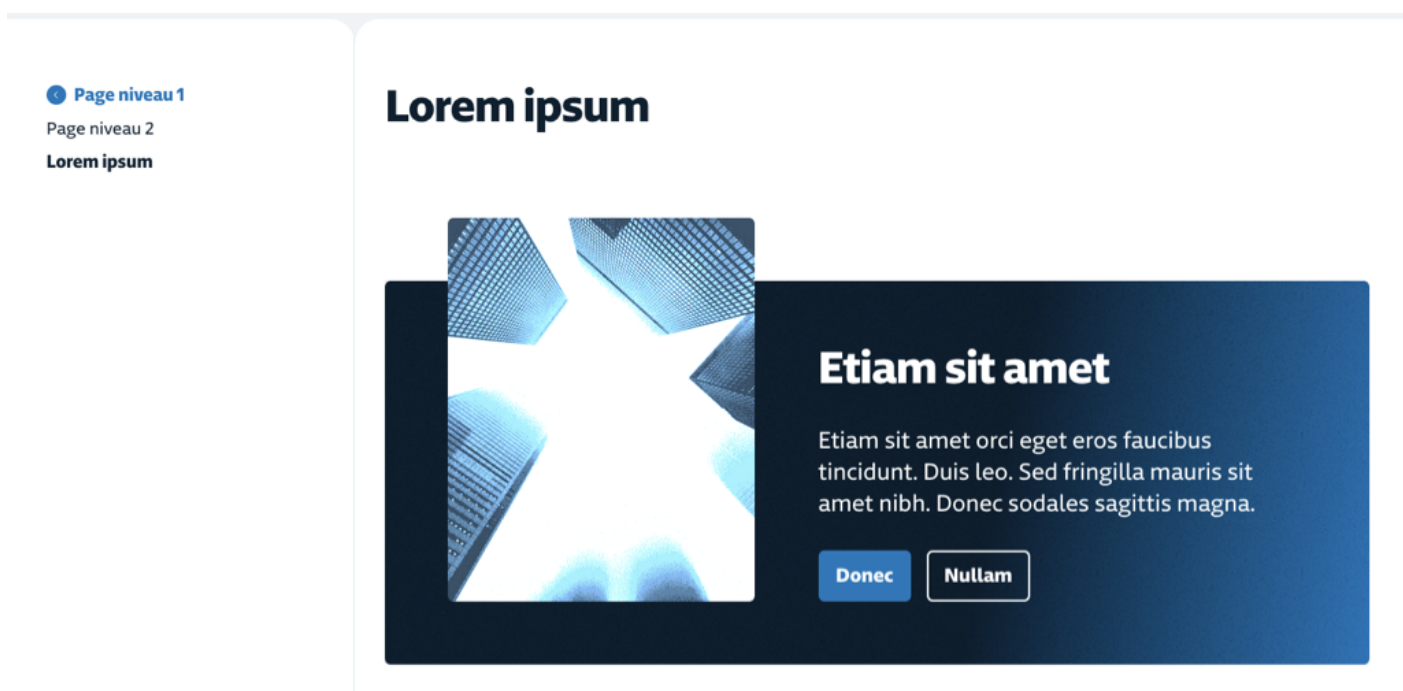 Page niveau 1
Page niveau 2
Lorem ipsum
Lorem ipsum
Etiam sit amet
Etiam sit amet orci eget eros faucibus
tincidunt. Duis leo. Sed fringilla mauris sit
amet nibh. Donec sodales sagittis magna.
Donec
Nullam